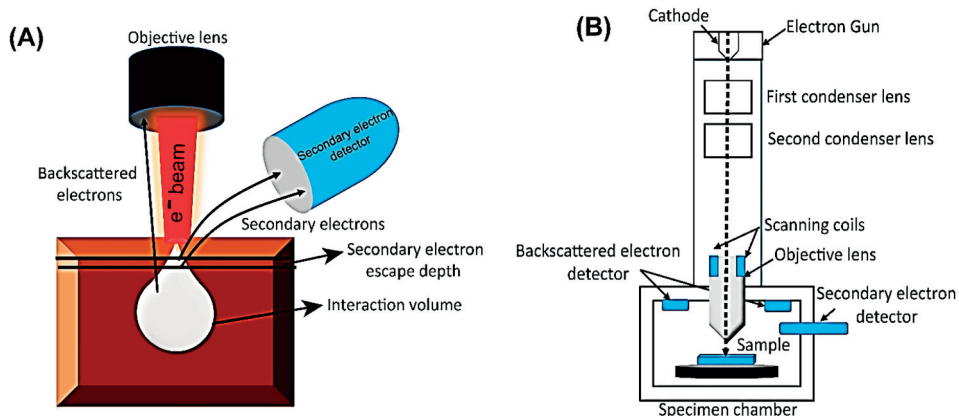 (A)
Objective lens
Secondary electron
detector
Backscattered
electrons
e⁻ beam
Secondary electrons
Secondary electron
escape depth
Interaction volume
(B)
Cathode
Electron Gun
First condenser lens
Second condenser lens
Scanning coils
Backscattered electron
detector
Objective lens
Secondary electron
detector
Sample
Specimen chamber